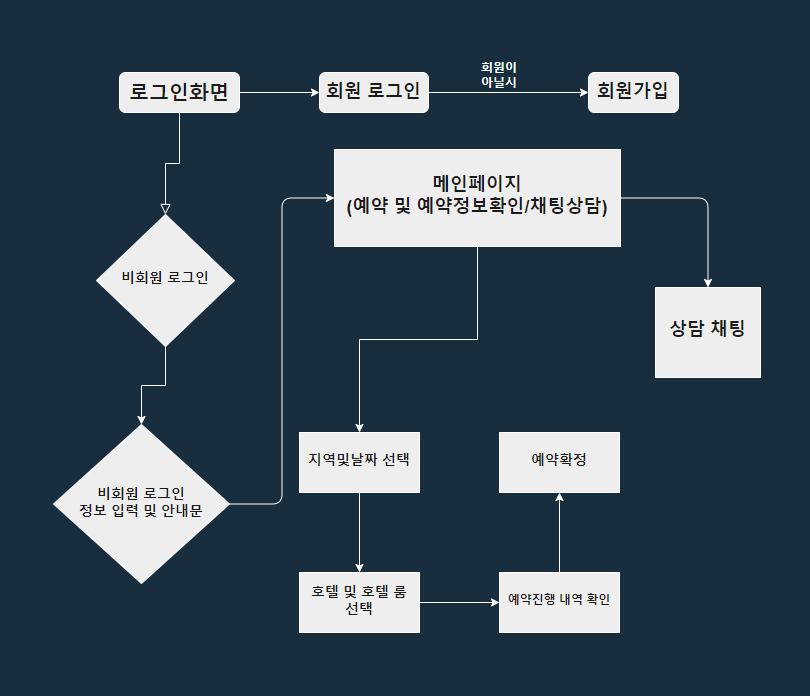 로그인화면
회원 로그인
회원이
아닐시
회원가입
메인페이지
(예약 및 예약정보확인/채팅상담)
비회원 로그인
상담 채팅
지역및날짜 선택
예약확정
비회원 로그인
정보 입력 및 안내문
호텔 및 호텔 룸
선택
예약진행 내역 확인